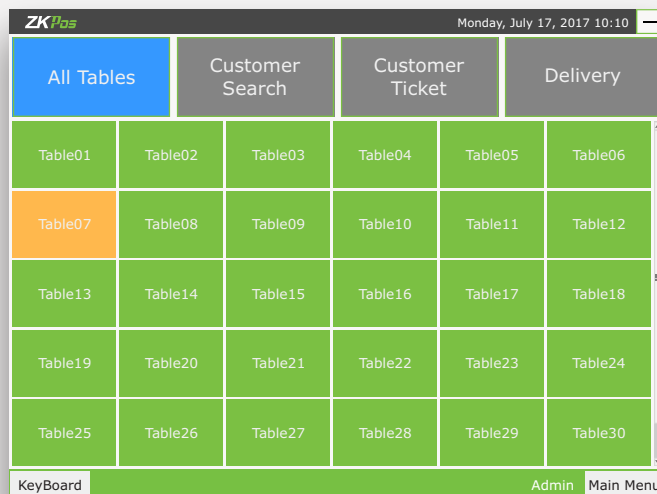 ZKPos
Monday, July 17, 2017 10:10
All Tables
Customer
Search
Customer
Ticket
Delivery
Table01 Table02 Table03 Table04 Table05 Table06
Table07 Table08 Table09 Table10 Table11 Table12
Table13 Table14 Table15 Table16 Table17 Table18
Table19 Table20 Table21 Table22 Table23 Table24
Table25 Table26 Table27 Table28 Table29 Table30
KeyBoard Admin Main Menu